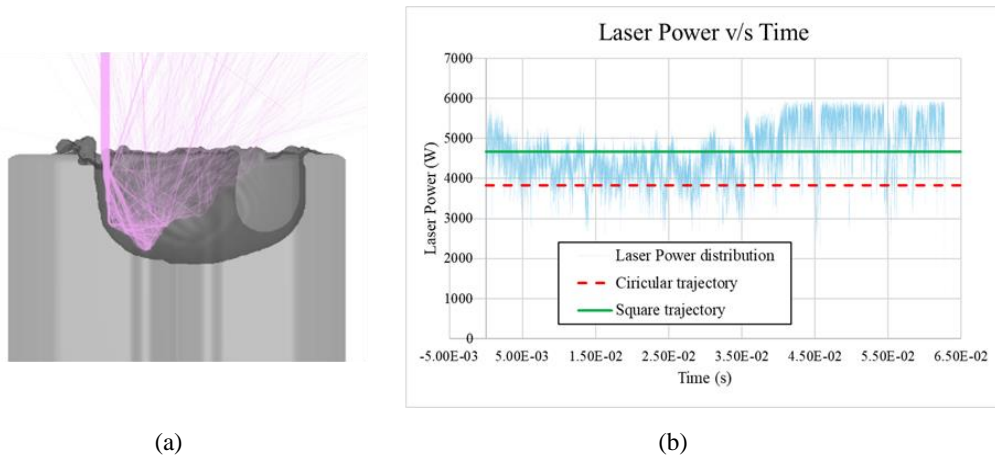 Laser Power v/s Time
7000
6000
5000
4000
3000
2000
1000
0
Laser Power (W)
Laser Power distribution
Ciricular trajectory
Square trajectory
-5.00E-03 5.00E-03 1.50E-02 2.50E-02 3.50E-02 4.50E-02 5.50E-02 6.50E-02
Time (s)
(a) (b)